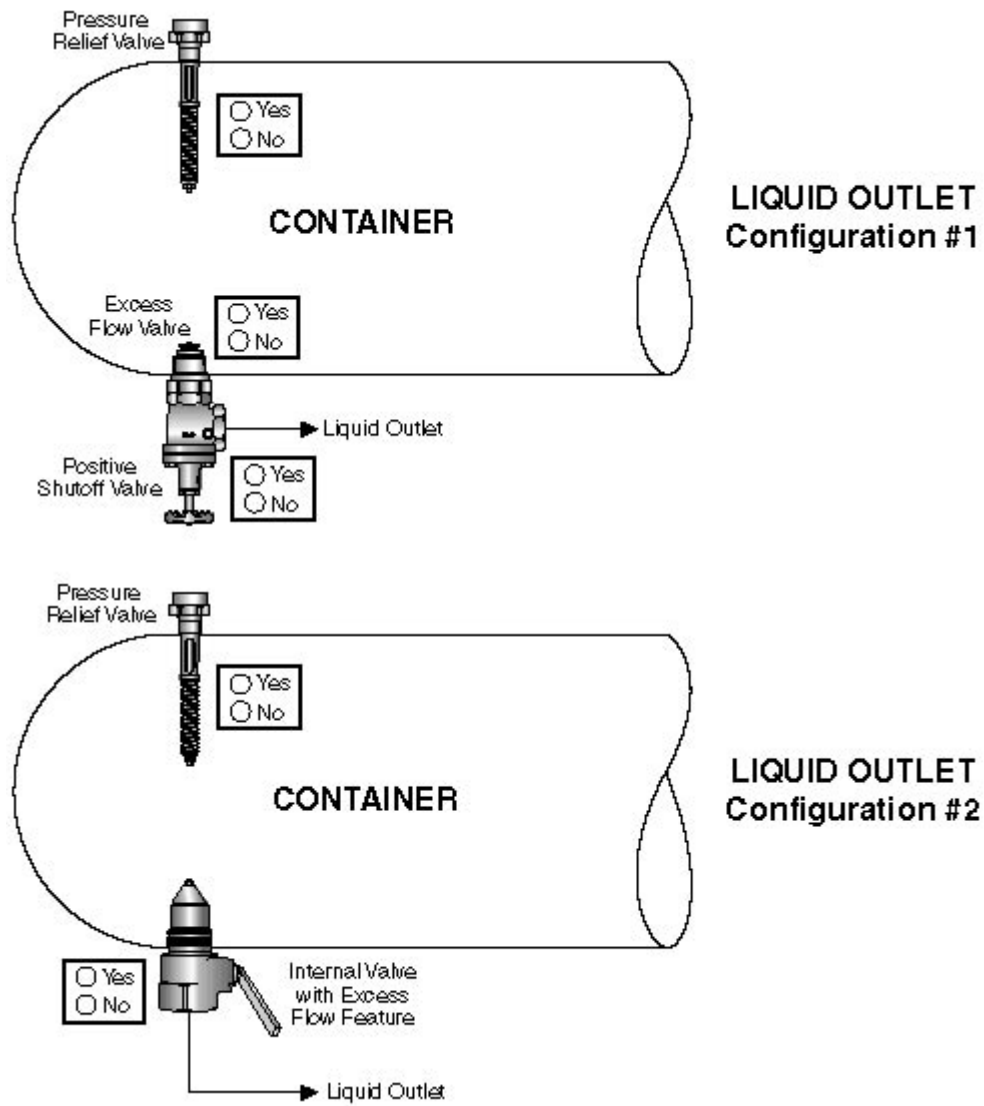 Pressure
Relief Valve
Yes
No
CONTAINER
LIQUID OUTLET
Configuration #1
Excess
Flow Valve
Yes
No
Liquid Outlet
Positive
Shutoff Valve
Yes
No
Pressure
Relief Valve
Yes
No
CONTAINER
LIQUID OUTLET
Configuration #2
Yes
No
Internal Valve
with Excess
Flow Feature
Liquid Outlet